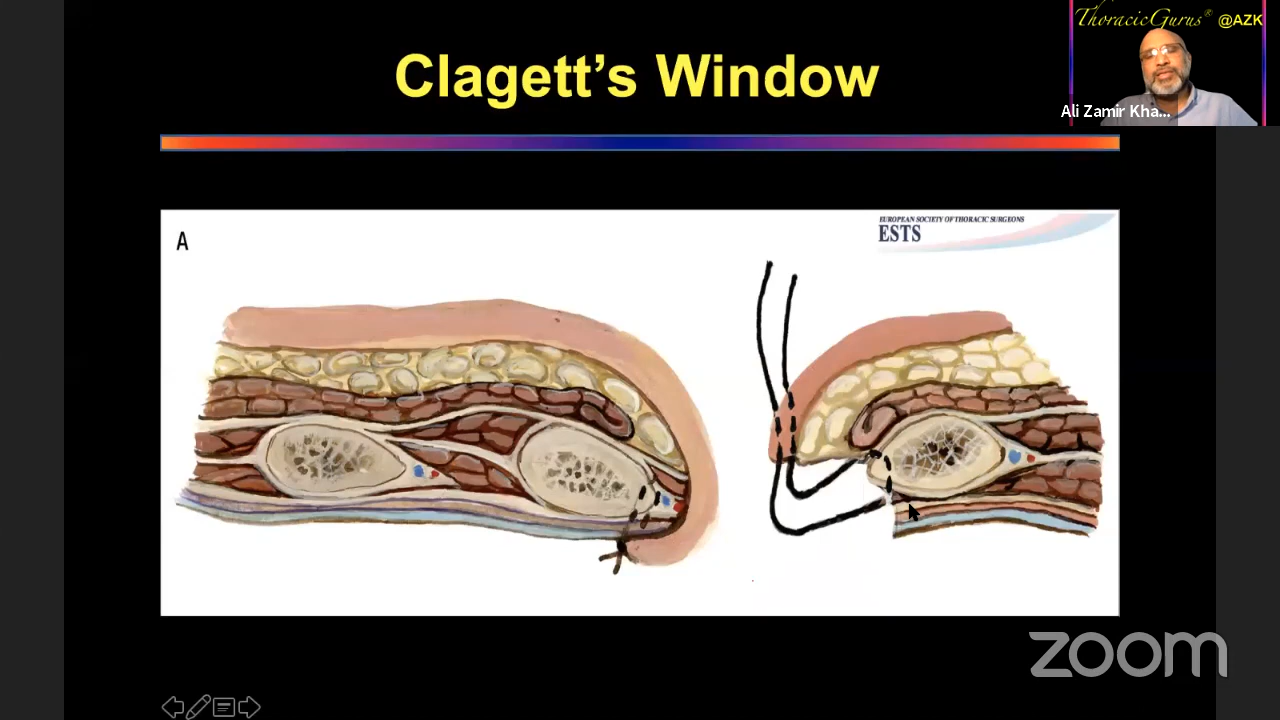 ThoracicGurus® @AZK
Clagett's Window
Ali Zamir Kha...
A
EUROPEAN SOCIETY OF THORACIC SURGEONS
ESTS
zoom